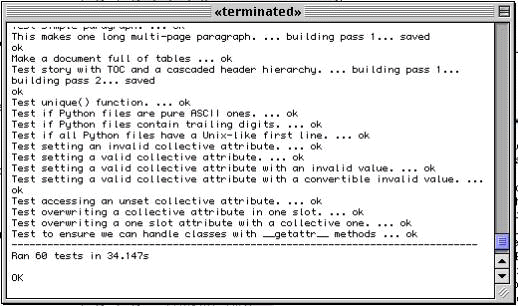 «terminated»
Test simple paragraph. ... ok
This makes one long multi-page paragraph. ... building pass 1... saved
ok
Make a document full of tables ... ok
Test story with TOC and a cascaded header hierarchy. ... building pass 1...
building pass 2... saved
ok
Test unique() function. ... ok
Test if Python files are pure ASCII ones. ... ok
Test if Python files contain trailing digits. ... ok
Test if all Python files have a Unix-like first line. ... ok
Test setting an invalid collective attribute. ... ok
Test setting a valid collective attribute. ... ok
Test setting a valid collective attribute with an invalid value. ... ok
Test setting a valid collective attribute with a convertible invalid value. ...
ok
Test accessing an unset collective attribute. ... ok
Test overwriting a collective attribute in one slot. ... ok
Test overwriting a one slot attribute with a collective one. ... ok
Test to ensure we can handle classes with __getattr__ methods ... ok
----------------------------------------------------------------------
Ran 60 tests in 34.147s
OK